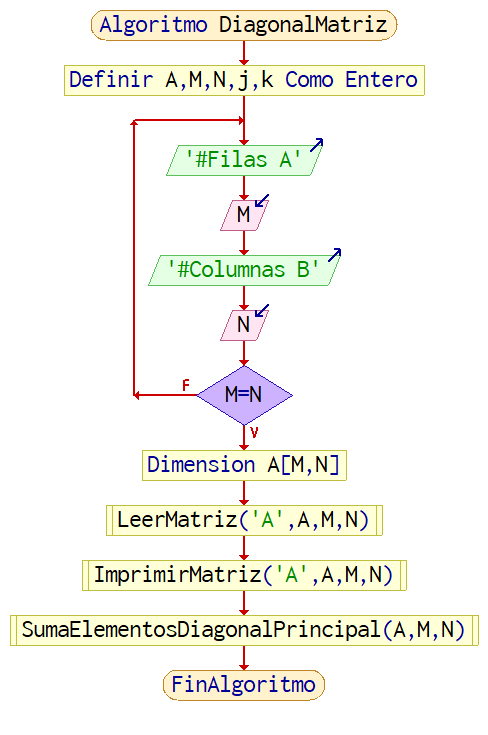 Algoritmo DiagonalMatriz
Definir A,M,N,j,k Como Entero
'#Filas A'
M
'#Columnas B'
N
F
M=N
V
Dimension A[M,N]
LeerMatriz('A',A,M,N)
ImprimirMatriz('A',A,M,N)
SumaElementosDiagonalPrincipal(A,M,N)
FinAlgoritmo